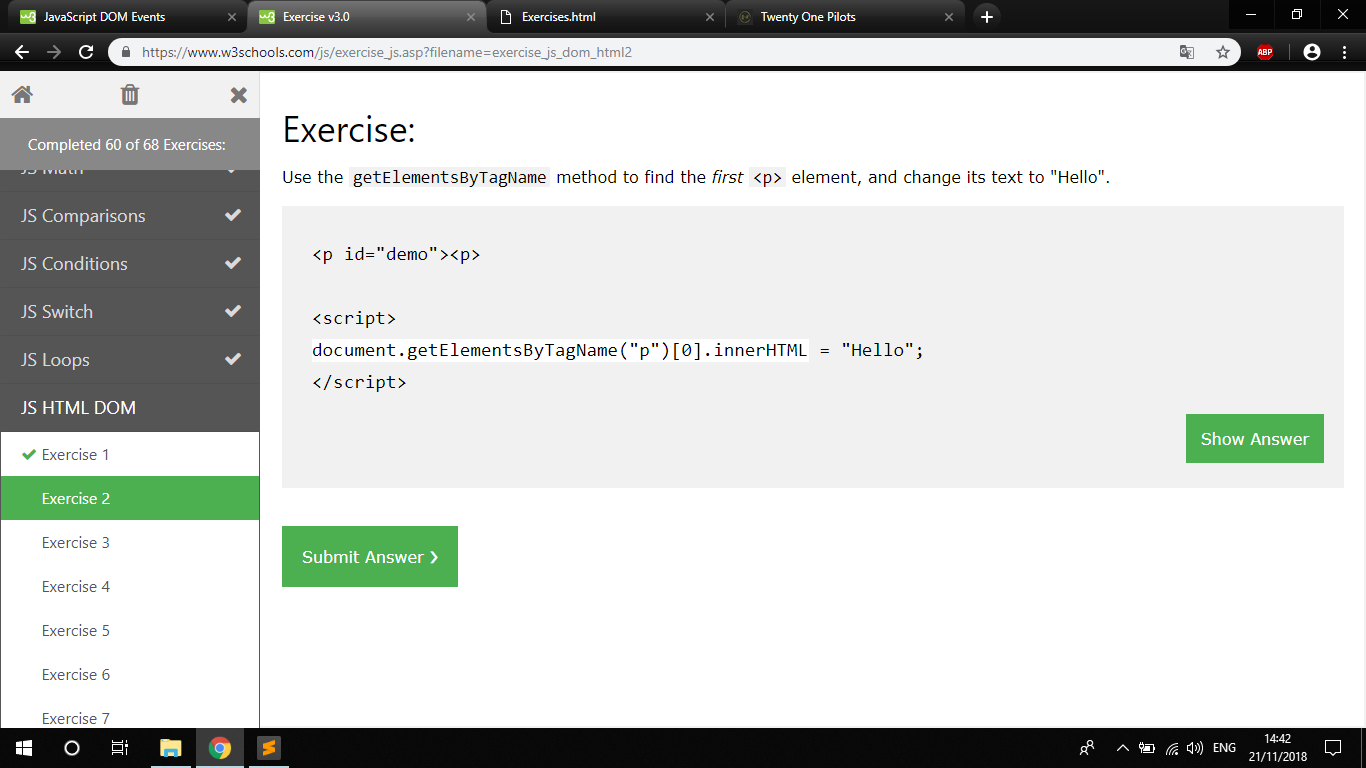 JavaScript DOM Events
Exercise v3.0
Exercises.html
Twenty One Pilots
https://www.w3schools.com/js/exercise_js.asp?filename=exercise_js_dom_html2
ABP
Completed 60 of 68 Exercises:
JS Math
JS Comparisons
JS Conditions
JS Switch
JS Loops
JS HTML DOM
Exercise 1
Exercise 2
Exercise 3
Exercise 4
Exercise 5
Exercise 6
Exercise 7
Exercise:
Use the getElementsByTagName method to find the first <p> element, and change its text to "Hello".
<p id="demo"><p>
<script>
document.getElementsByTagName("p")[0].innerHTML = "Hello";
</script>
Show Answer
Submit Answer ❯
ENG
14:42
21/11/2018